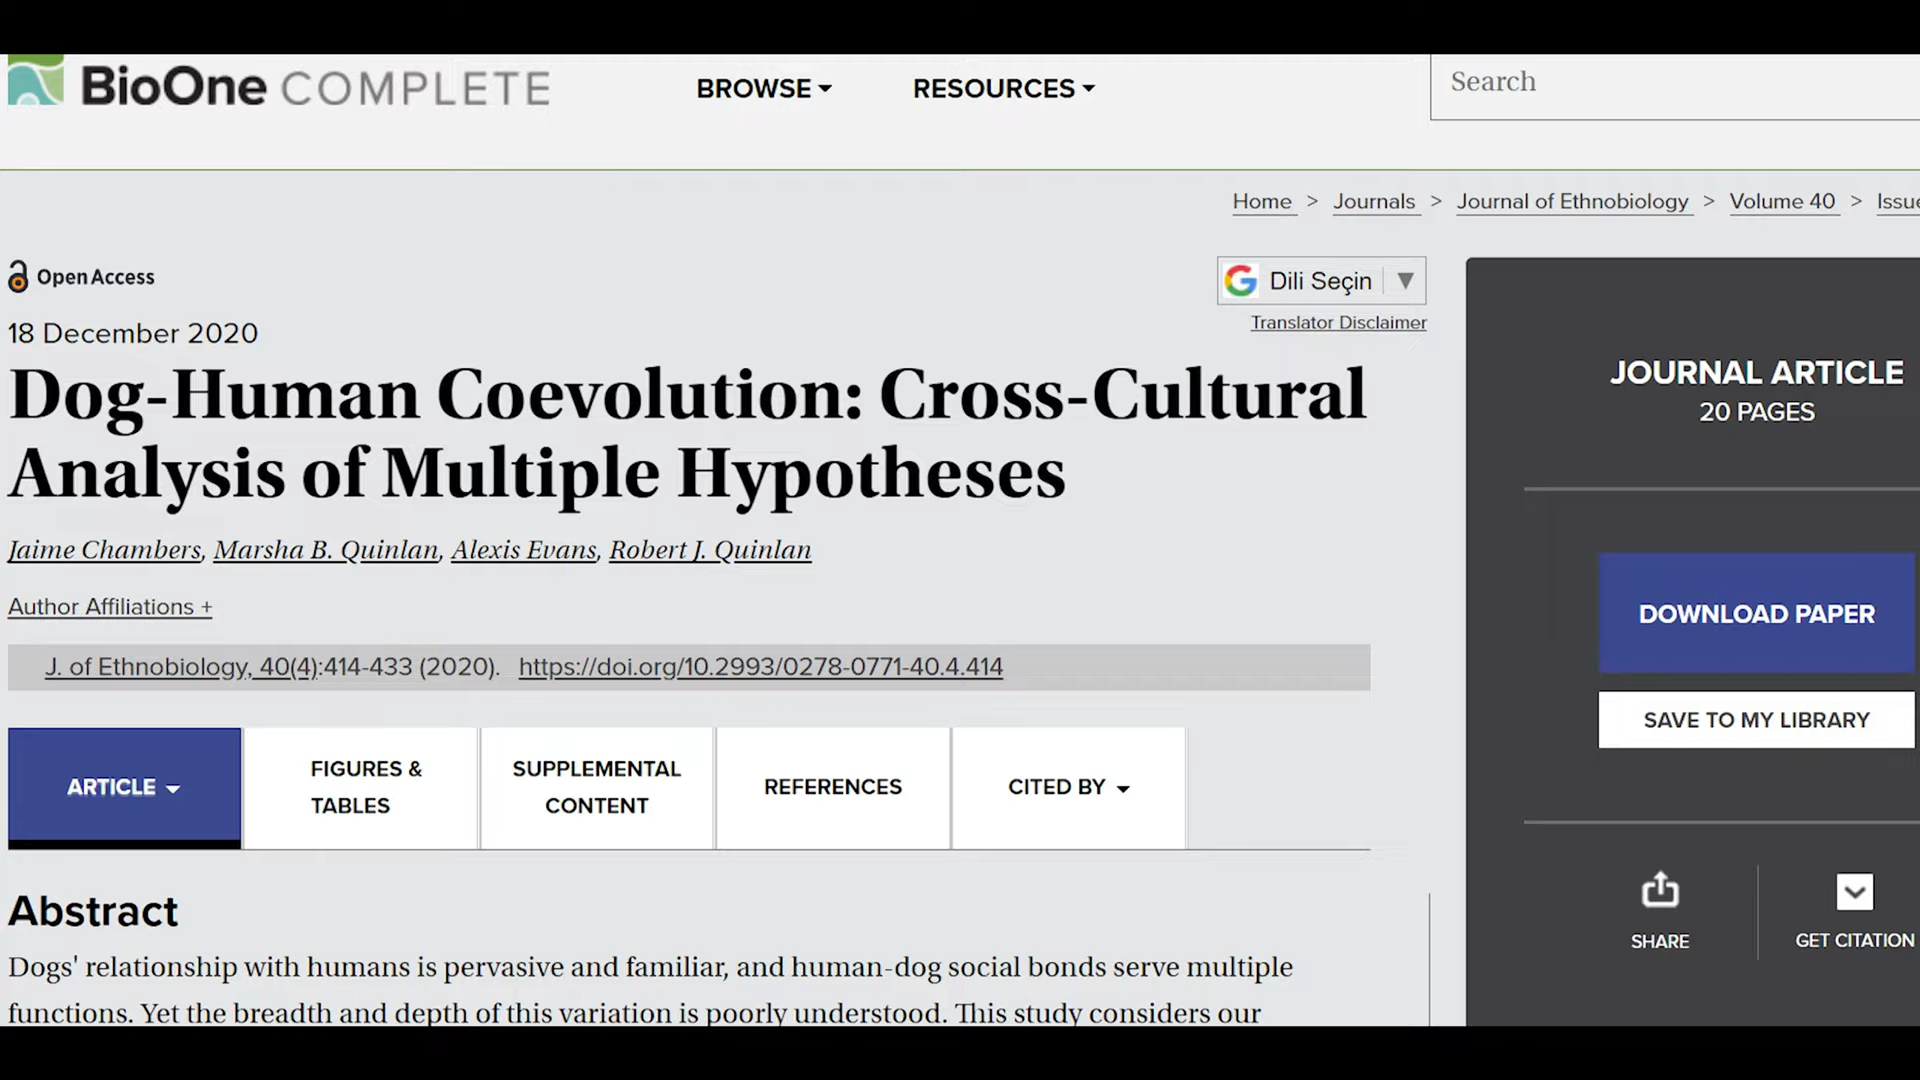 BioOne COMPLETE
BROWSE
RESOURCES
Search
Home > Journals > Journal of Ethnobiology > Volume 40 >
Open Access
Dili Seçin
Translator Disclaimer
18 December 2020
Dog-Human Coevolution: Cross-Cultural
Analysis of Multiple Hypotheses
Jaime Chambers, Marsha B. Quinlan, Alexis Evans, Robert J. Quinlan
Author Affiliations +
J. of Ethnobiology, 40(4):414-433 (2020). https://doi.org/10.2993/0278-0771-40.4.414
ARTICLE
FIGURES &
TABLES
SUPPLEMENTAL
CONTENT
REFERENCES
CITED BY
Abstract
Dogs' relationship with humans is pervasive and familiar, and human-dog social bonds serve multiple
functions. Yet the breadth and depth of this variation is poorly understood. This study considers our
JOURNAL ARTICLE
20 PAGES
DOWNLOAD PAPER
SAVE TO MY LIBRARY
SHARE
GET CITATION